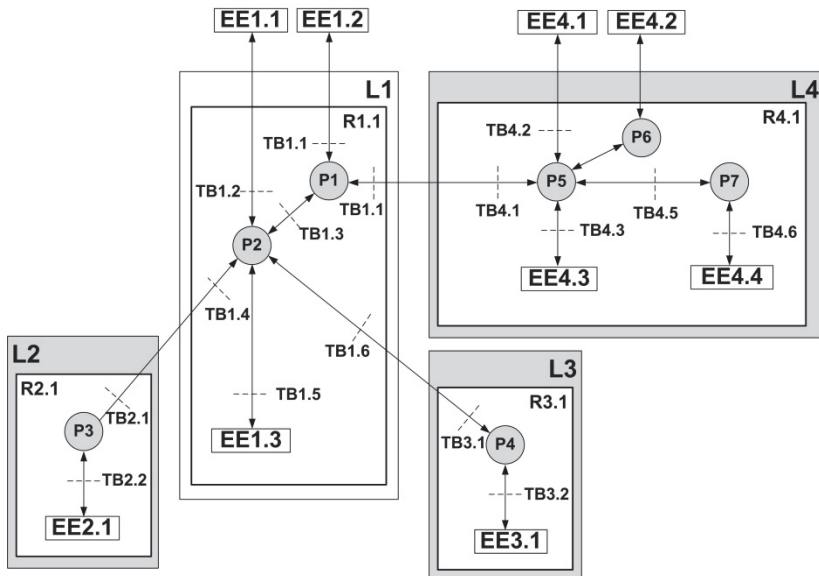 EE1.1
EE1.2
EE4.1
EE4.2
L1
R1.1
TB1.1
P1
TB1.2
TB1.1
TB1.3
P2
TB1.4
TB1.6
TB1.5
EE1.3
L4
R4.1
TB4.2
P6
P5
P7
TB4.1
TB4.5
TB4.3
TB4.6
EE4.3
EE4.4
L2
R2.1
TB2.1
P3
TB2.2
EE2.1
L3
R3.1
TB3.1
P4
TB3.2
EE3.1